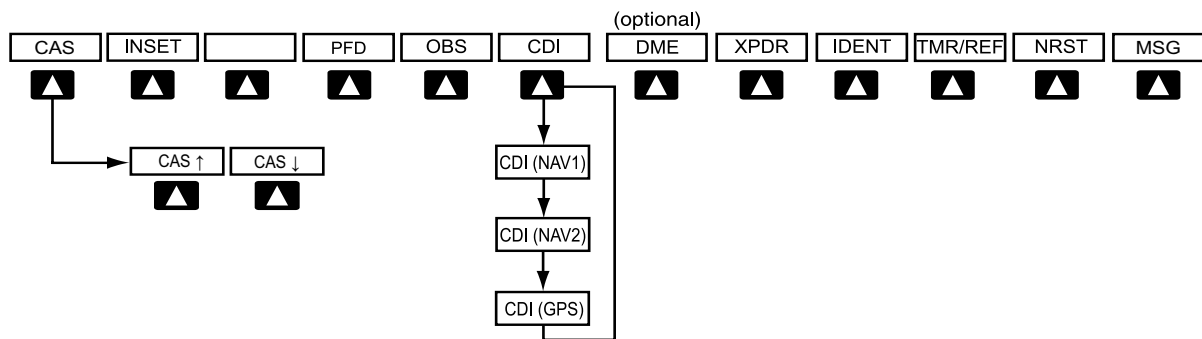 (optional)
CAS INSET PFD OBS CDI DME XPDR IDENT TMR/REF NRST MSG
CAS ↑ CAS ↓
CDI (NAV1)
CDI (NAV2)
CDI (GPS)